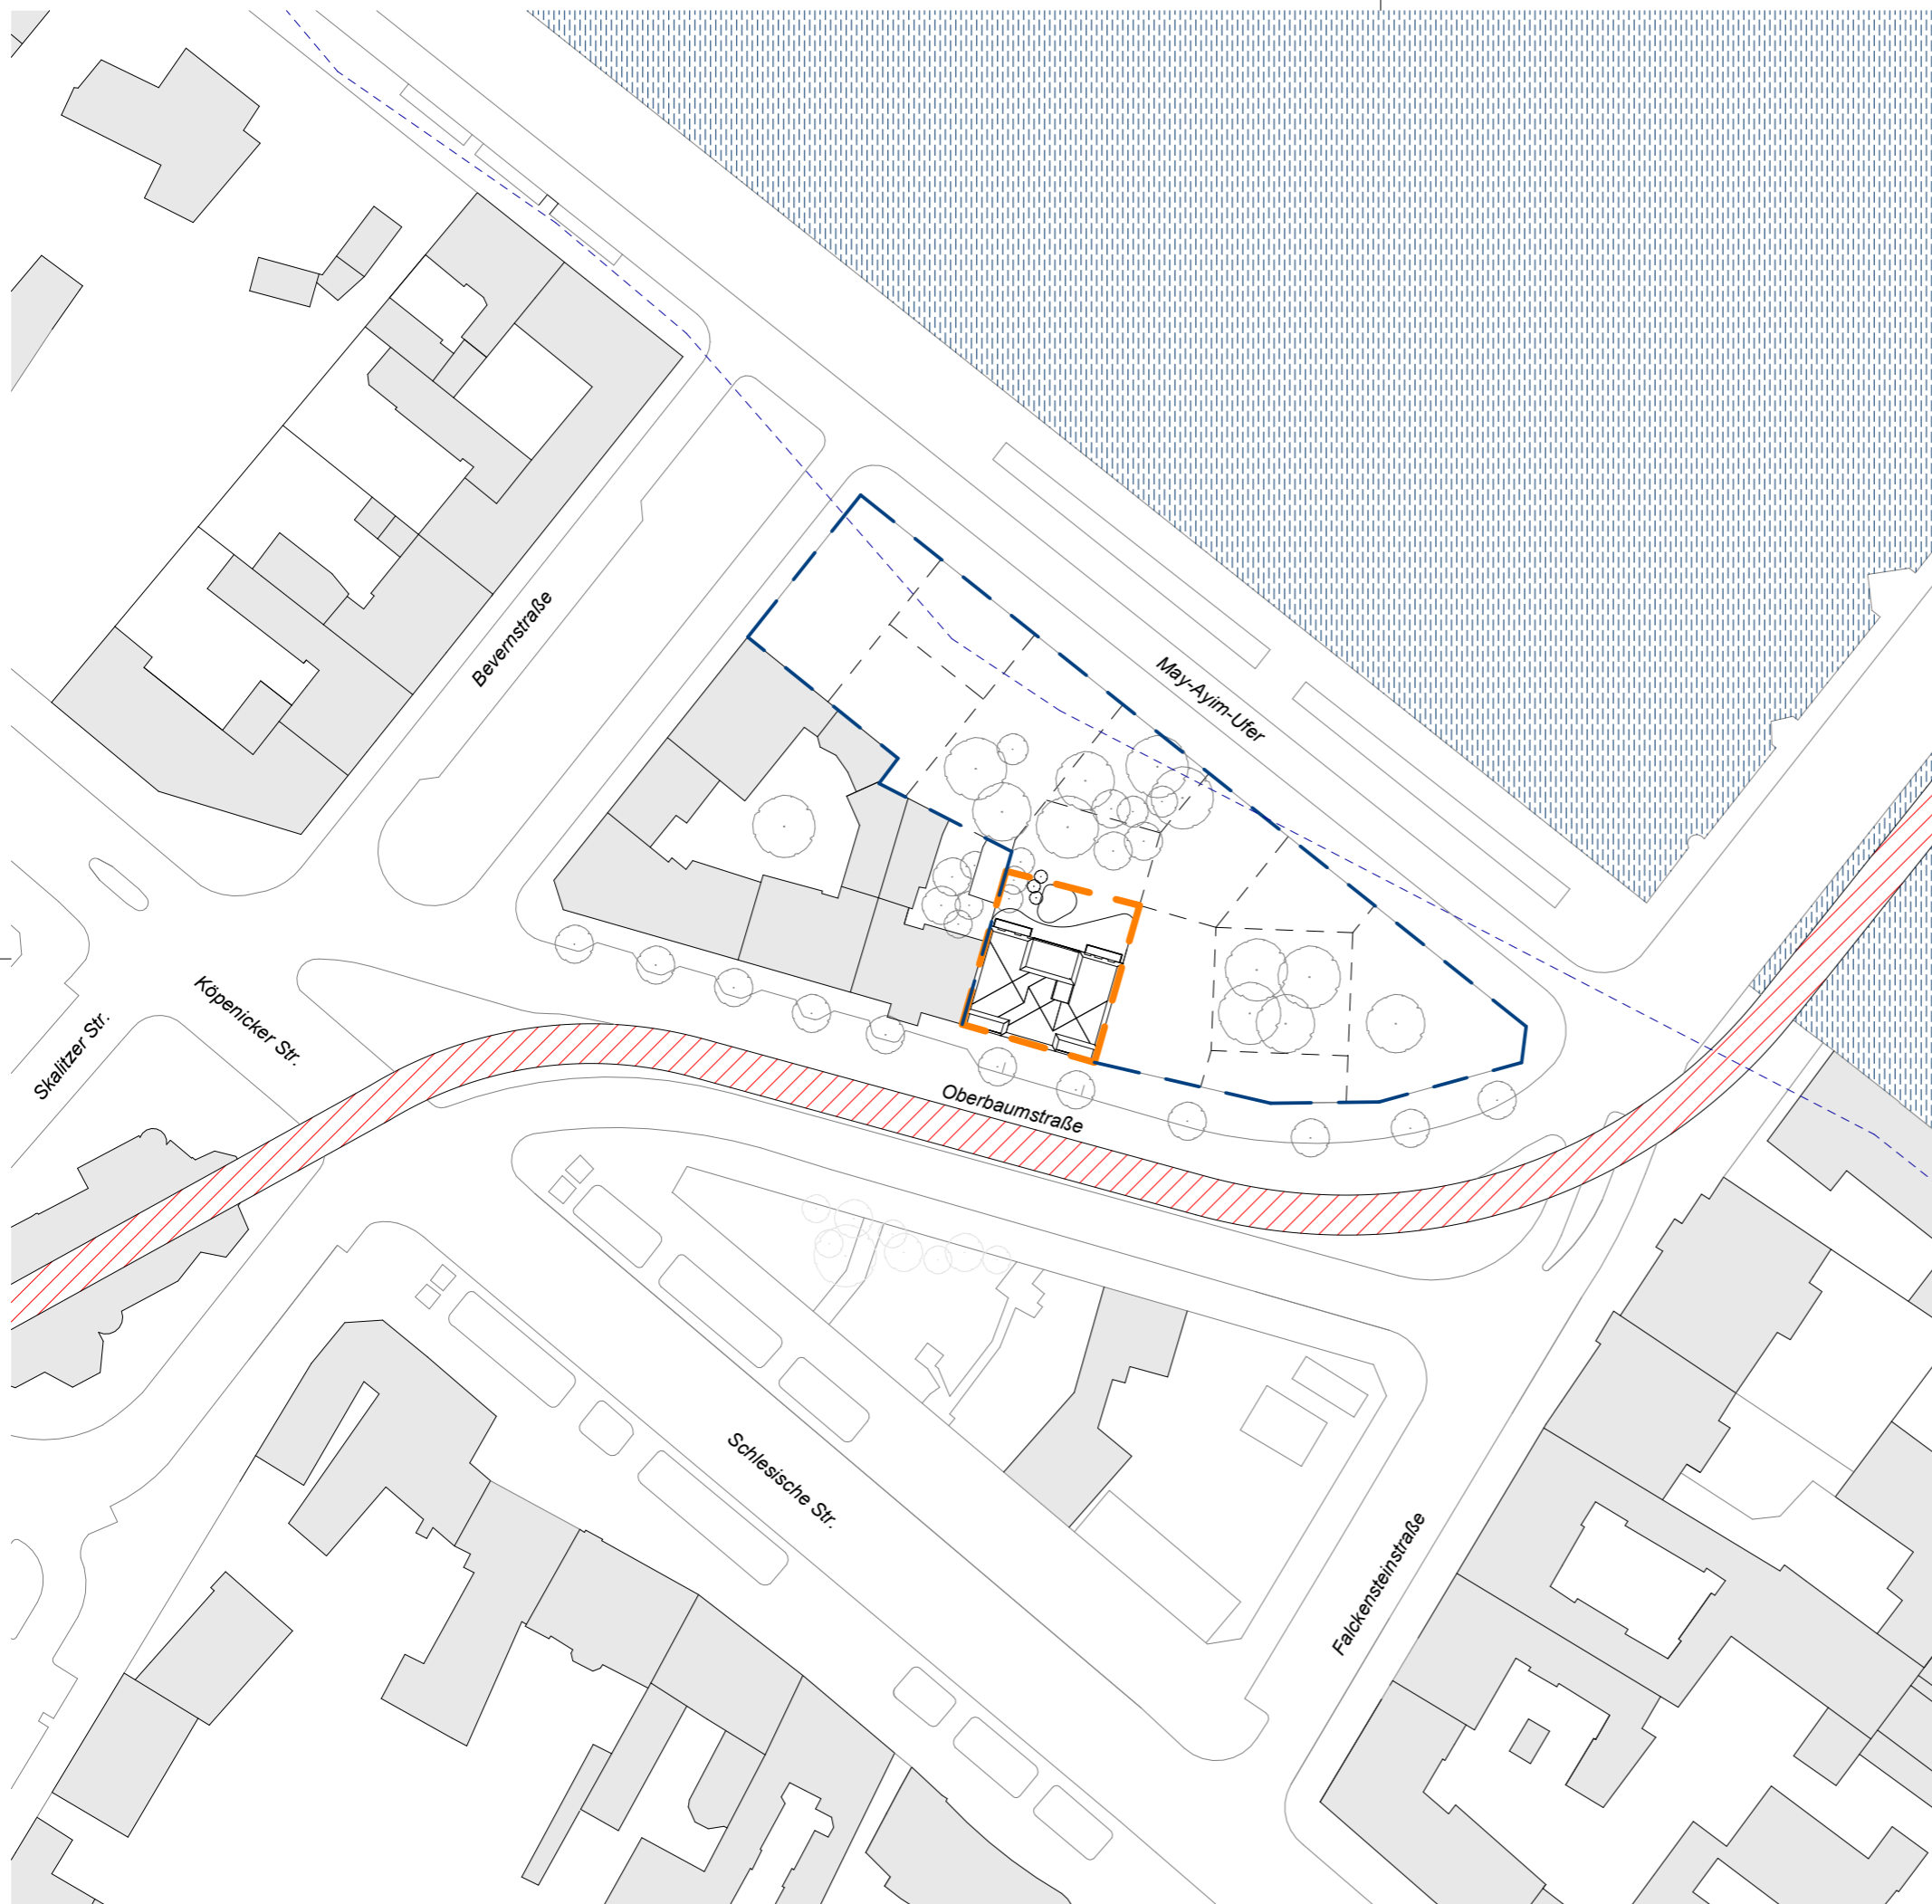 Bevernstraße
May-Ayim-Ufer
Köpenicker Str.
Skalitzer Str.
Oberbaumstraße
Schlesische Str.
Falckensteinstraße